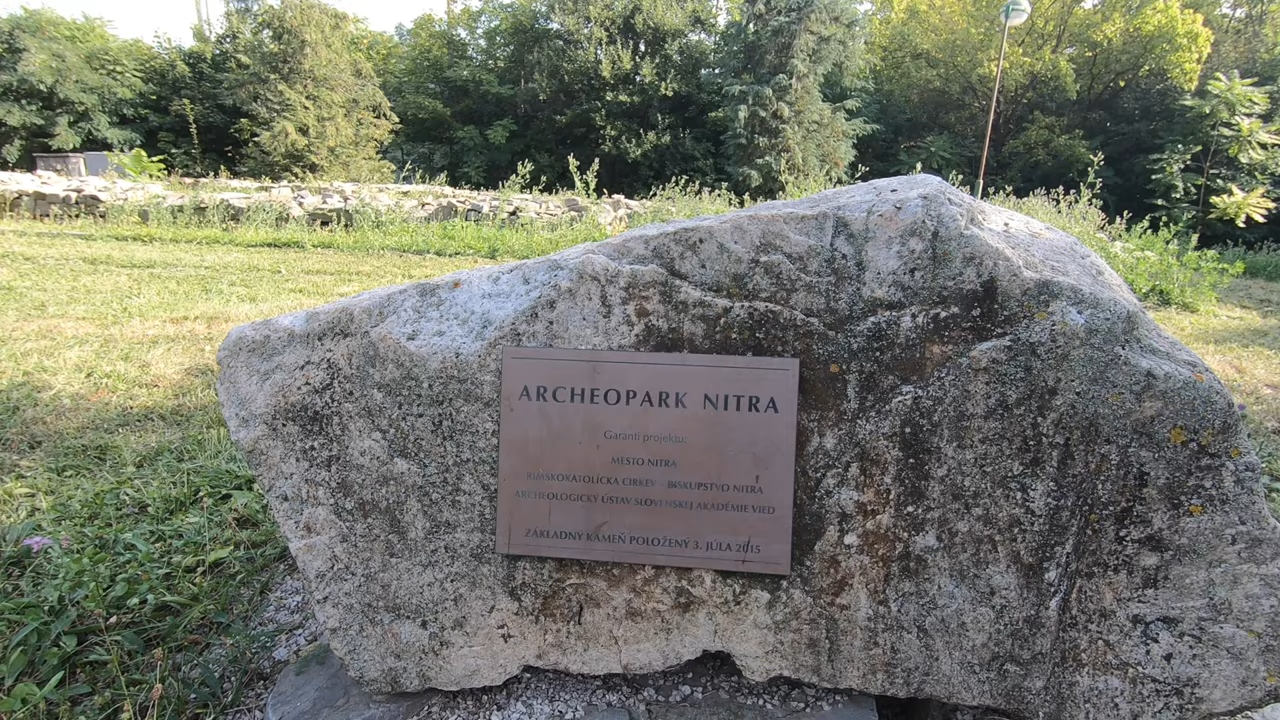 ARCHEOPARK NITRA
Garanti projektu:
MESTO NITRA
RÍMSKOKATOLÍCKA CIRKEV - BISKUPSTVO NITRA
ARCHEOLOGICKÝ ÚSTAV SLOVENSKEJ AKADÉMIE VIED
ZÁKLADNÝ KAMEŇ POLOŽENÝ 3. JÚLA 2015